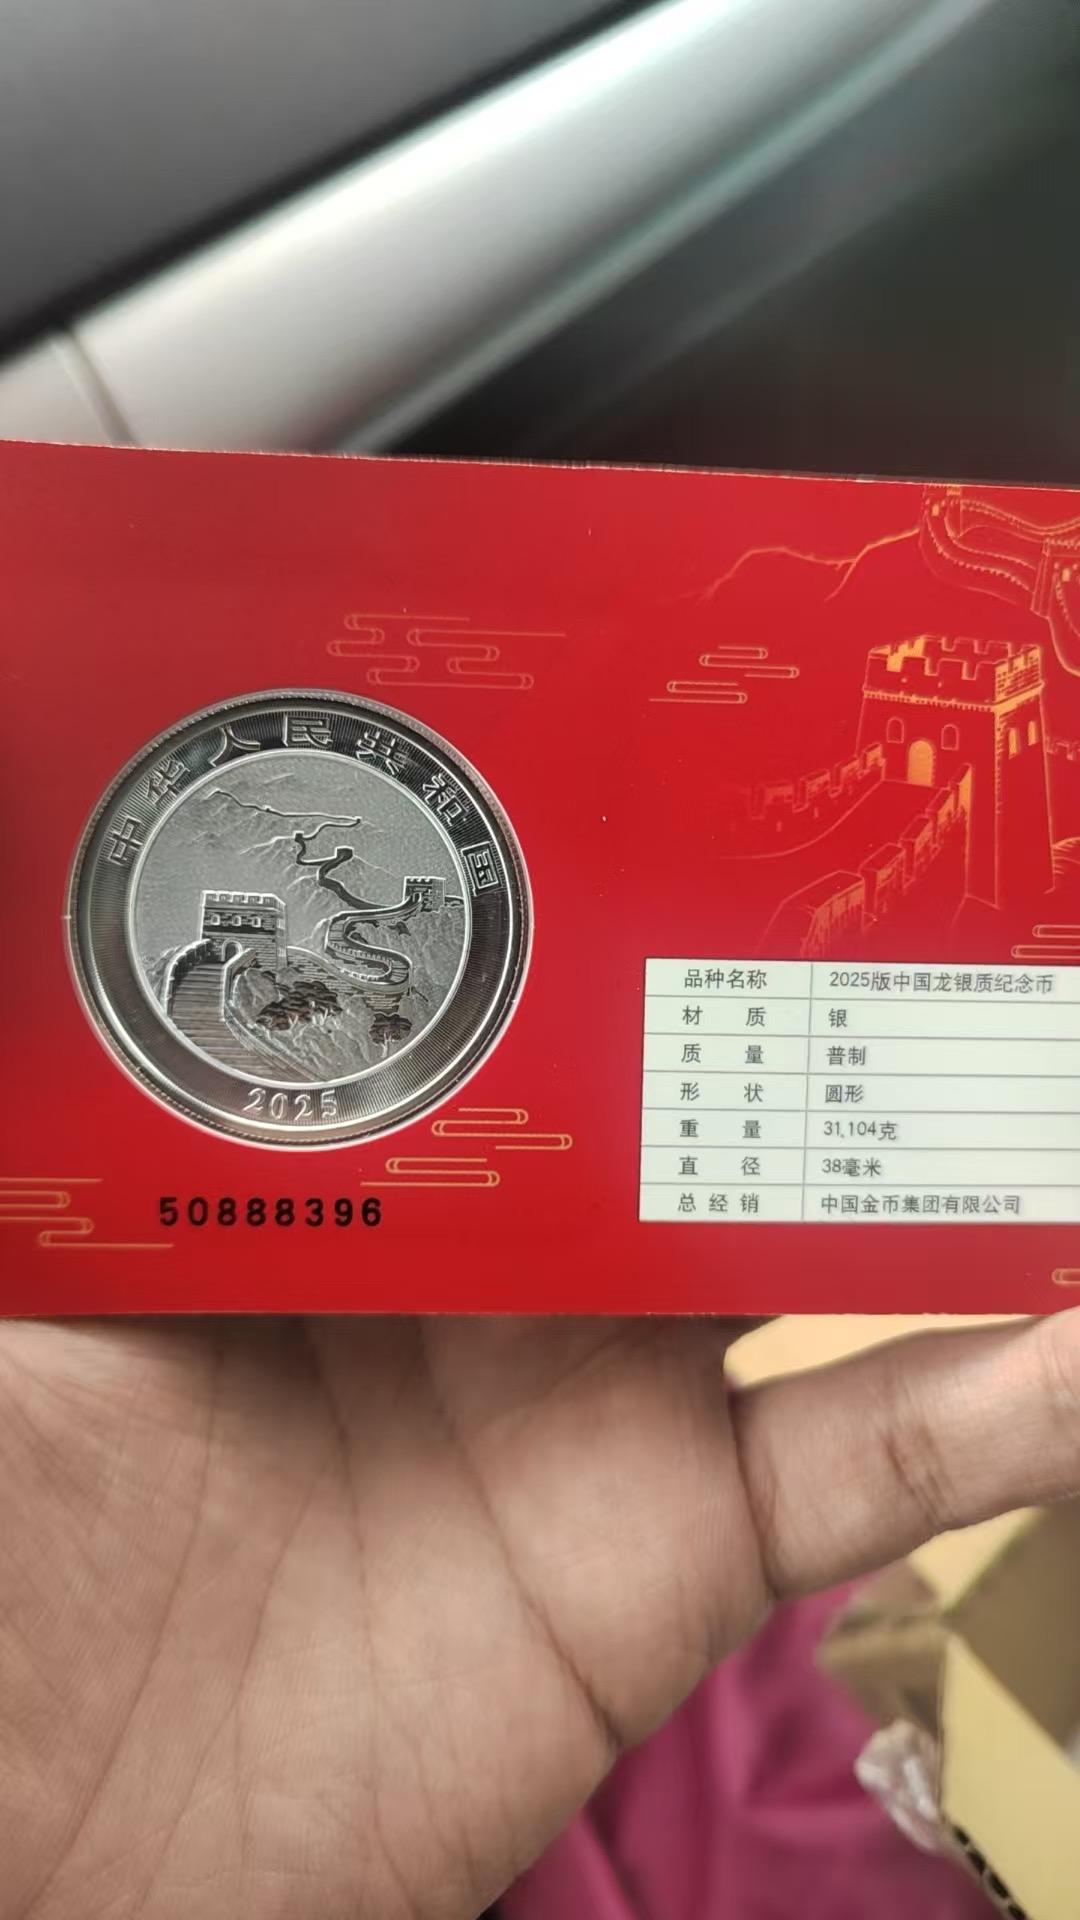 中华人民共和国
2025
50888396
品种名称 2025版中国龙银质纪念币
材 质 银
质 量 普制
形 状 圆形
重 量 31,104克
直 径 38毫米
总经销 中国金币集团有限公司